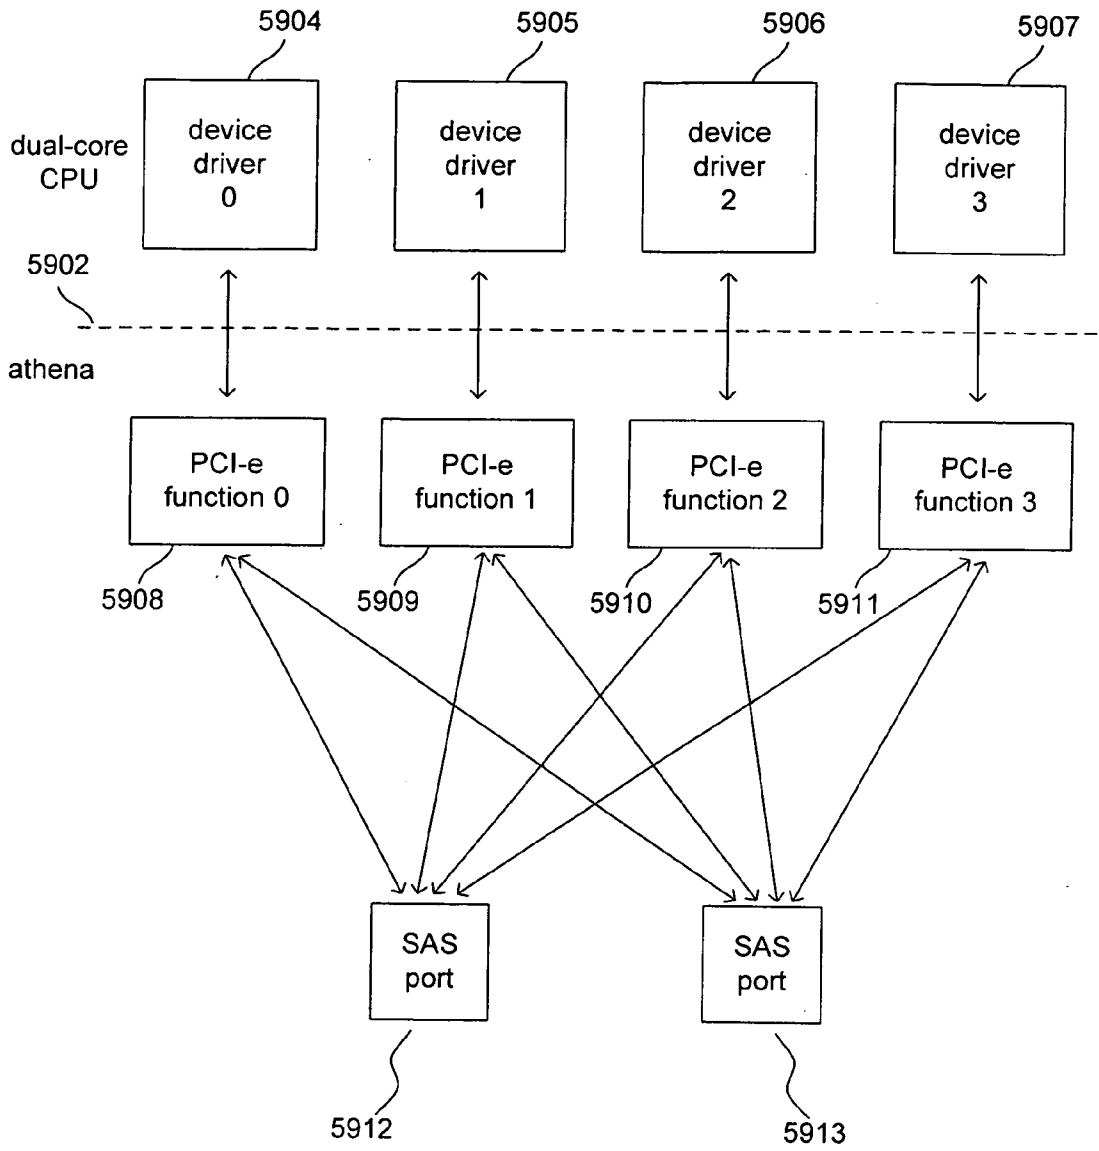 5904
5905
5906
5907
dual-core
CPU
device
driver
0
device
driver
1
device
driver
2
device
driver
3
5902
athena
PCI-e
function 0
PCI-e
function 1
PCI-e
function 2
PCI-e
function 3
5908
5909
5910
5911
SAS
port
SAS
port
5912
5913